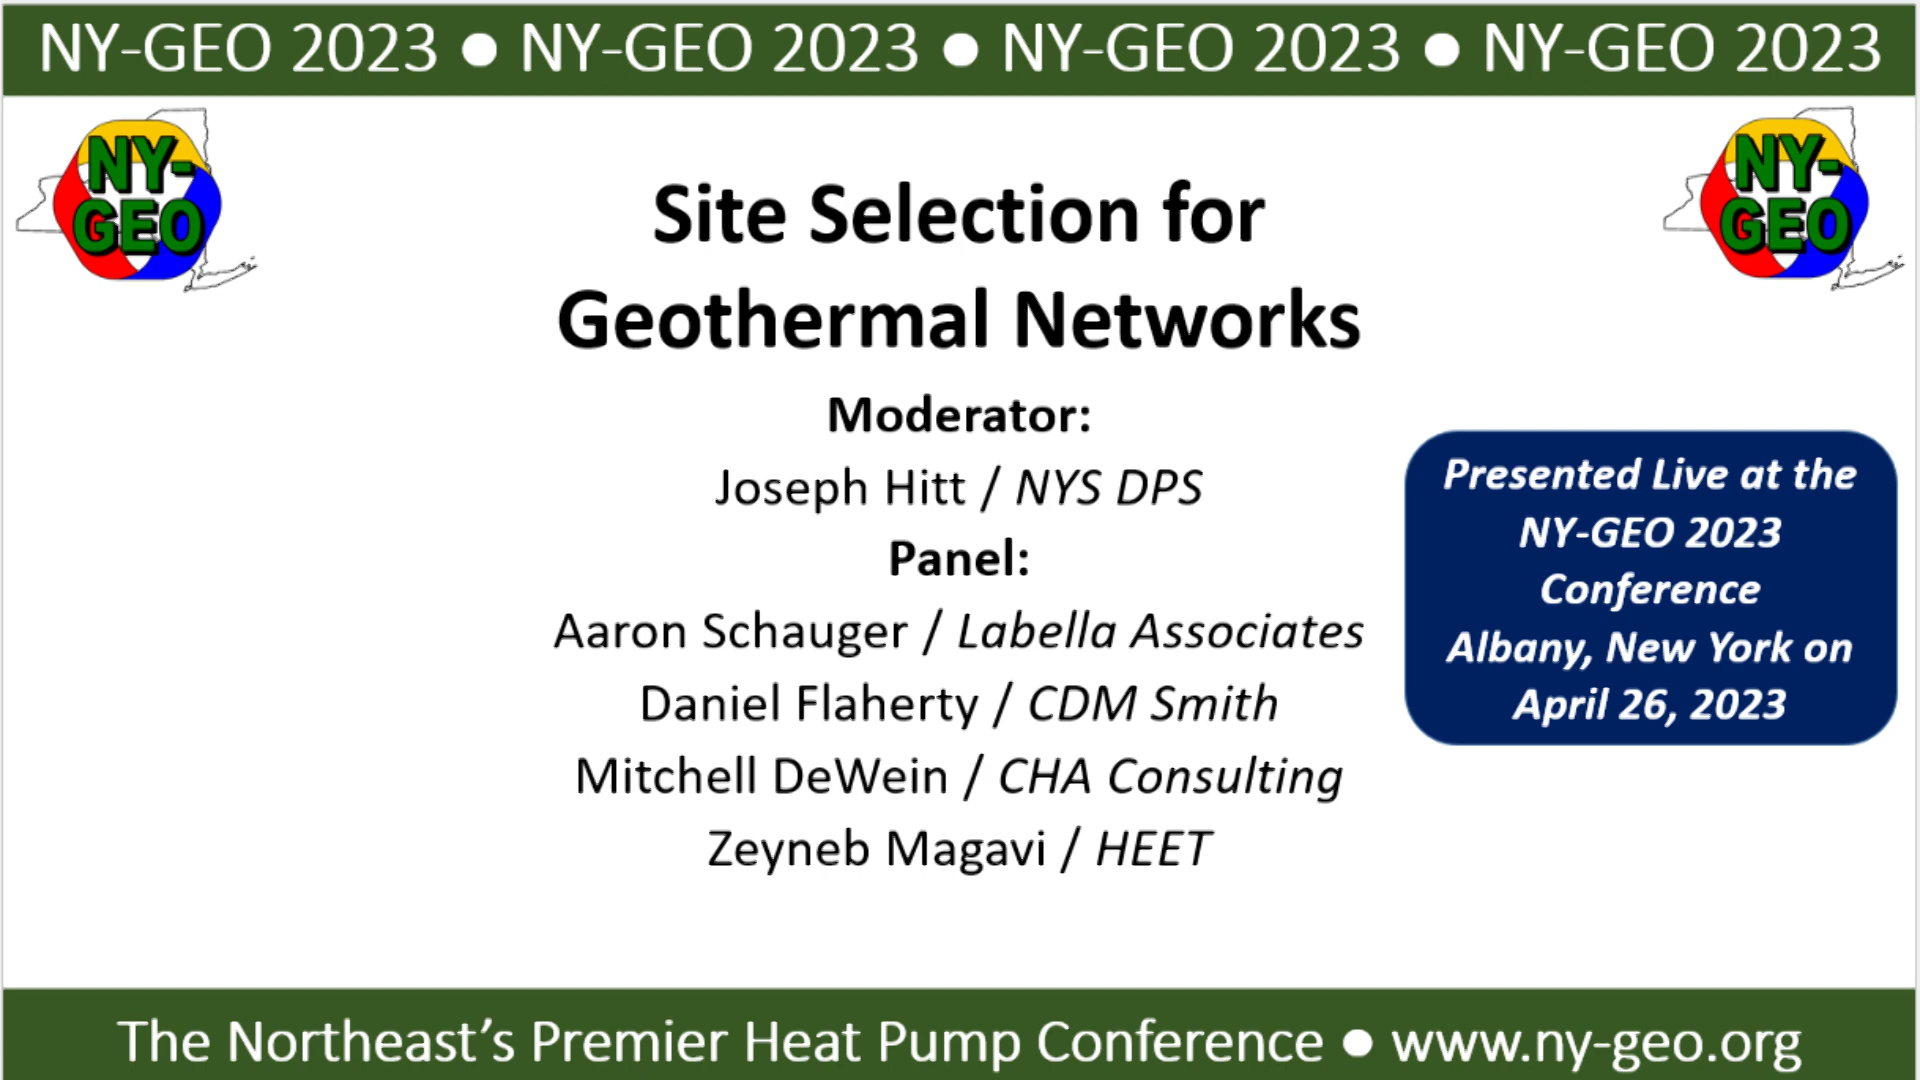 NY-GEO 2023 ● NY-GEO 2023 ● NY-GEO 2023 ● NY-GEO 2023
NY-
GEO
NY-
GEO
Site Selection for
Geothermal Networks
Moderator:
Joseph Hitt / NYS DPS
Panel:
Aaron Schauger / Labella Associates
Daniel Flaherty / CDM Smith
Mitchell DeWein / CHA Consulting
Zeyneb Magavi / HEET
Presented Live at the
NY-GEO 2023
Conference
Albany, New York on
April 26, 2023
The Northeast’s Premier Heat Pump Conference ● www.ny-geo.org